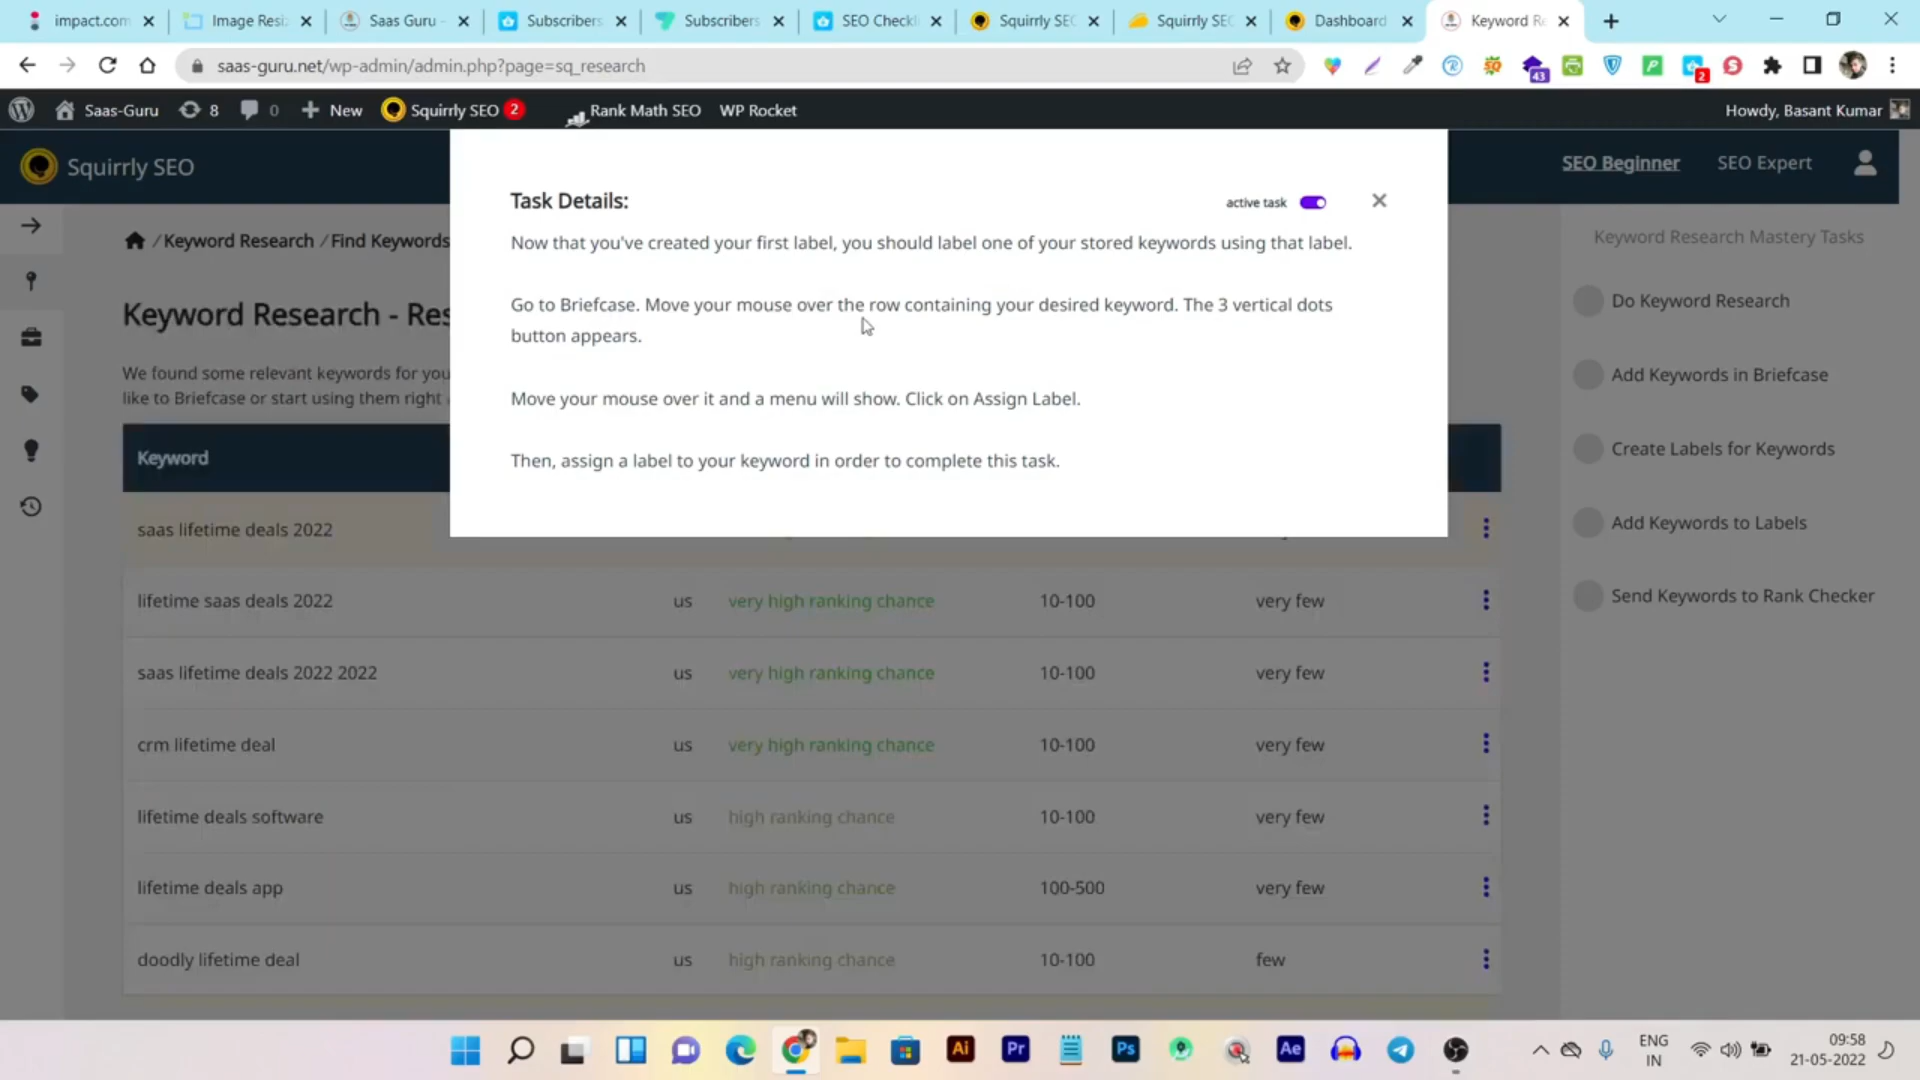 impact.com
Image Resi
Saas Guru -
Subscribers
Subscribers
SEO Checkl
Squirrly SEO
Squirrly SEO
Dashboard
Keyword Re
saas-guru.net/wp-admin/admin.php?page=sq_research
43
2
Saas-Guru
8
0
New
Squirrly SEO
2
Rank Math SEO
WP Rocket
Howdy, Basant Kumar
Squirrly SEO
SEO Beginner
SEO Expert
Task Details:
active task
Now that you've created your first label, you should label one of your stored keywords using that label.
Go to Briefcase. Move your mouse over the row containing your desired keyword. The 3 vertical dots
button appears.
Move your mouse over it and a menu will show. Click on Assign Label.
Then, assign a label to your keyword in order to complete this task.
/ Keyword Research / Find Keywords
Keyword Research - Res
We found some relevant keywords for you
like to Briefcase or start using them right
Keyword
saas lifetime deals 2022
lifetime saas deals 2022 us very high ranking chance 10-100 very few
saas lifetime deals 2022 2022 us very high ranking chance 10-100 very few
crm lifetime deal us very high ranking chance 10-100 very few
lifetime deals software us high ranking chance 10-100 very few
lifetime deals app us high ranking chance 100-500 very few
doodly lifetime deal us high ranking chance 10-100 few
Keyword Research Mastery Tasks
Do Keyword Research
Add Keywords in Briefcase
Create Labels for Keywords
Add Keywords to Labels
Send Keywords to Rank Checker
Ai
Pr
Ps
Ae
ENG
IN
09:58
21-05-2022